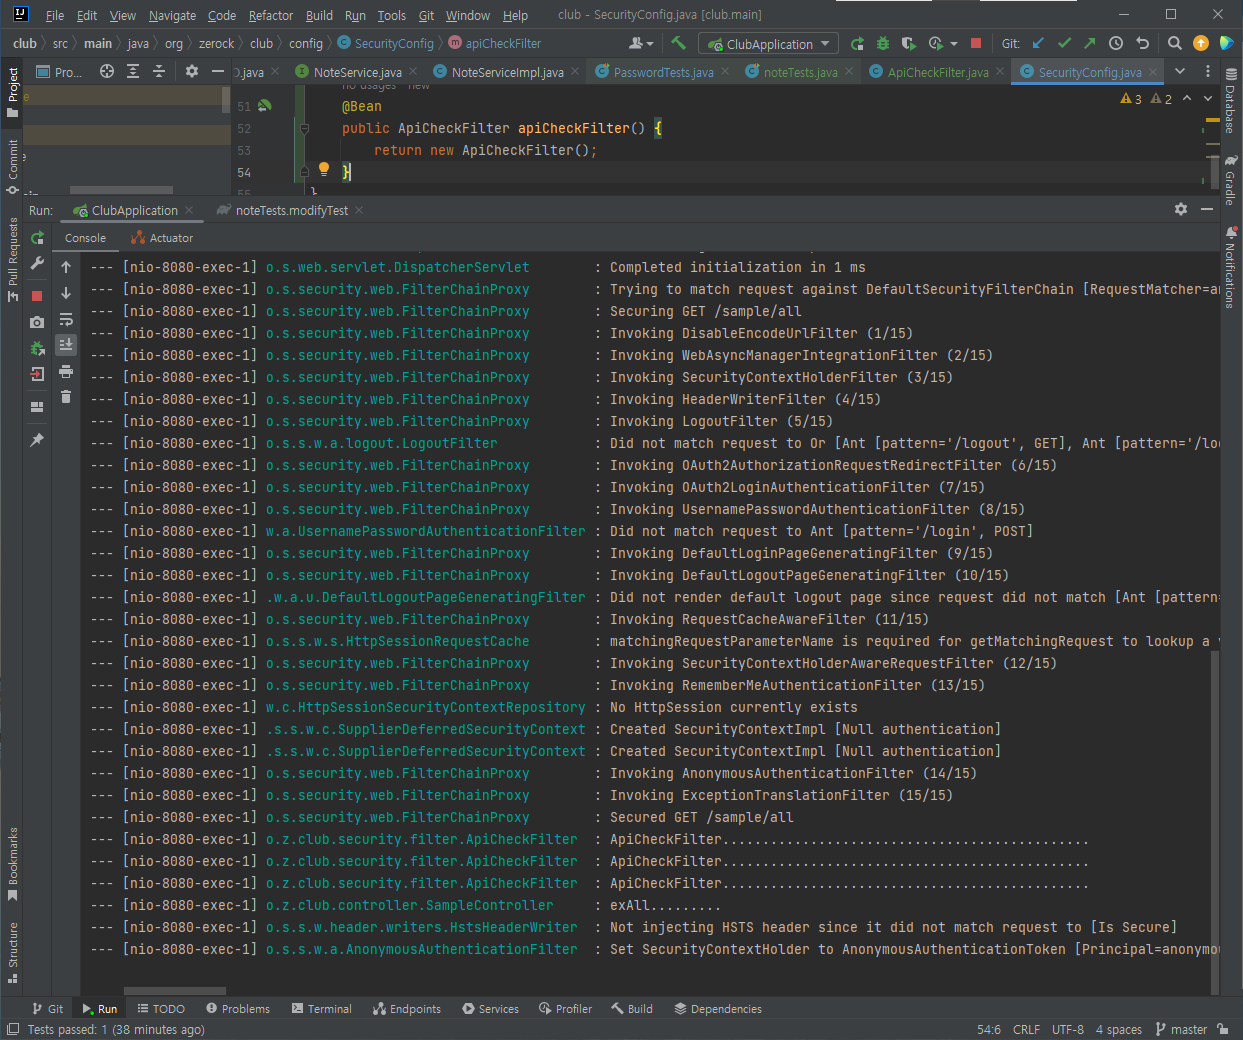 File Edit View Navigate Code Refactor Build Run Tools Git Window Help club - SecurityConfig.java [club.main]
club src main java org zerock club config SecurityConfig apiCheckFilter ClubApplication Git:
Pro... .java NoteService.java NoteServiceImpl.java PasswordTests.java noteTests.java ApiCheckFilter.java SecurityConfig.java
no usages new
51 @Bean 3 2
52 public ApiCheckFilter apiCheckFilter() {
53 return new ApiCheckFilter();
54 }
55 }
Run: ClubApplication noteTests.modifyTest
Console Actuator
--- [nio-8080-exec-1] o.s.web.servlet.DispatcherServlet : Completed initialization in 1 ms
--- [nio-8080-exec-1] o.s.security.web.FilterChainProxy : Trying to match request against DefaultSecurityFilterChain [RequestMatcher=an
--- [nio-8080-exec-1] o.s.security.web.FilterChainProxy : Securing GET /sample/all
--- [nio-8080-exec-1] o.s.security.web.FilterChainProxy : Invoking DisableEncodeUrlFilter (1/15)
--- [nio-8080-exec-1] o.s.security.web.FilterChainProxy : Invoking WebAsyncManagerIntegrationFilter (2/15)
--- [nio-8080-exec-1] o.s.security.web.FilterChainProxy : Invoking SecurityContextHolderFilter (3/15)
--- [nio-8080-exec-1] o.s.security.web.FilterChainProxy : Invoking HeaderWriterFilter (4/15)
--- [nio-8080-exec-1] o.s.security.web.FilterChainProxy : Invoking LogoutFilter (5/15)
--- [nio-8080-exec-1] o.s.s.w.a.logout.LogoutFilter : Did not match request to Or [Ant [pattern='/logout', GET], Ant [pattern='/lo
--- [nio-8080-exec-1] o.s.security.web.FilterChainProxy : Invoking OAuth2AuthorizationRequestRedirectFilter (6/15)
--- [nio-8080-exec-1] o.s.security.web.FilterChainProxy : Invoking OAuth2LoginAuthenticationFilter (7/15)
--- [nio-8080-exec-1] o.s.security.web.FilterChainProxy : Invoking UsernamePasswordAuthenticationFilter (8/15)
--- [nio-8080-exec-1] w.a.UsernamePasswordAuthenticationFilter : Did not match request to Ant [pattern='/login', POST]
--- [nio-8080-exec-1] o.s.security.web.FilterChainProxy : Invoking DefaultLoginPageGeneratingFilter (9/15)
--- [nio-8080-exec-1] o.s.security.web.FilterChainProxy : Invoking DefaultLogoutPageGeneratingFilter (10/15)
--- [nio-8080-exec-1] .w.a.u.DefaultLogoutPageGeneratingFilter : Did not render default logout page since request did not match [Ant [pattern=
--- [nio-8080-exec-1] o.s.security.web.FilterChainProxy : Invoking RequestCacheAwareFilter (11/15)
--- [nio-8080-exec-1] o.s.s.w.s.HttpSessionRequestCache : matchingRequestParameterName is required for getMatchingRequest to lookup a v
--- [nio-8080-exec-1] o.s.security.web.FilterChainProxy : Invoking SecurityContextHolderAwareRequestFilter (12/15)
--- [nio-8080-exec-1] o.s.security.web.FilterChainProxy : Invoking RememberMeAuthenticationFilter (13/15)
--- [nio-8080-exec-1] w.c.HttpSessionSecurityContextRepository : No HttpSession currently exists
--- [nio-8080-exec-1] .s.s.w.c.SupplierDeferredSecurityContext : Created SecurityContextImpl [Null authentication]
--- [nio-8080-exec-1] .s.s.w.c.SupplierDeferredSecurityContext : Created SecurityContextImpl [Null authentication]
--- [nio-8080-exec-1] o.s.security.web.FilterChainProxy : Invoking AnonymousAuthenticationFilter (14/15)
--- [nio-8080-exec-1] o.s.security.web.FilterChainProxy : Invoking ExceptionTranslationFilter (15/15)
--- [nio-8080-exec-1] o.s.security.web.FilterChainProxy : Secured GET /sample/all
--- [nio-8080-exec-1] o.z.club.security.filter.ApiCheckFilter : ApiCheckFilter..............................................
--- [nio-8080-exec-1] o.z.club.security.filter.ApiCheckFilter : ApiCheckFilter..............................................
--- [nio-8080-exec-1] o.z.club.security.filter.ApiCheckFilter : ApiCheckFilter..............................................
--- [nio-8080-exec-1] o.z.club.controller.SampleController : exAll.........
--- [nio-8080-exec-1] o.s.s.w.header.writers.HstsHeaderWriter : Not injecting HSTS header since it did not match request to [Is Secure]
--- [nio-8080-exec-1] o.s.s.w.a.AnonymousAuthenticationFilter : Set SecurityContextHolder to AnonymousAuthenticationToken [Principal=anonymou
Project
Commit
Pull Requests
Bookmarks
Structure
Database
Gradle
Notifications
Git Run TODO Problems Terminal Endpoints Services Profiler Build Dependencies
Tests passed: 1 (38 minutes ago) 54:6 CRLF UTF-8 4 spaces master